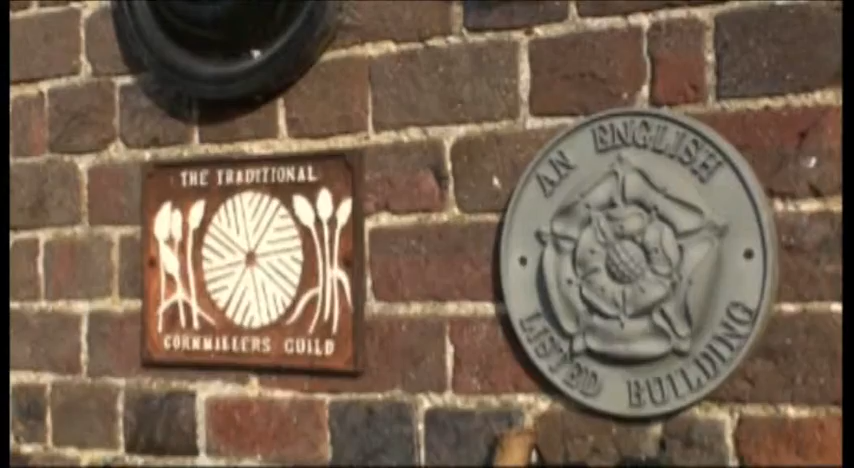 THE TRADITIONAL
CORNMILLERS GUILD
AN ENGLISH
LISTED BUILDING